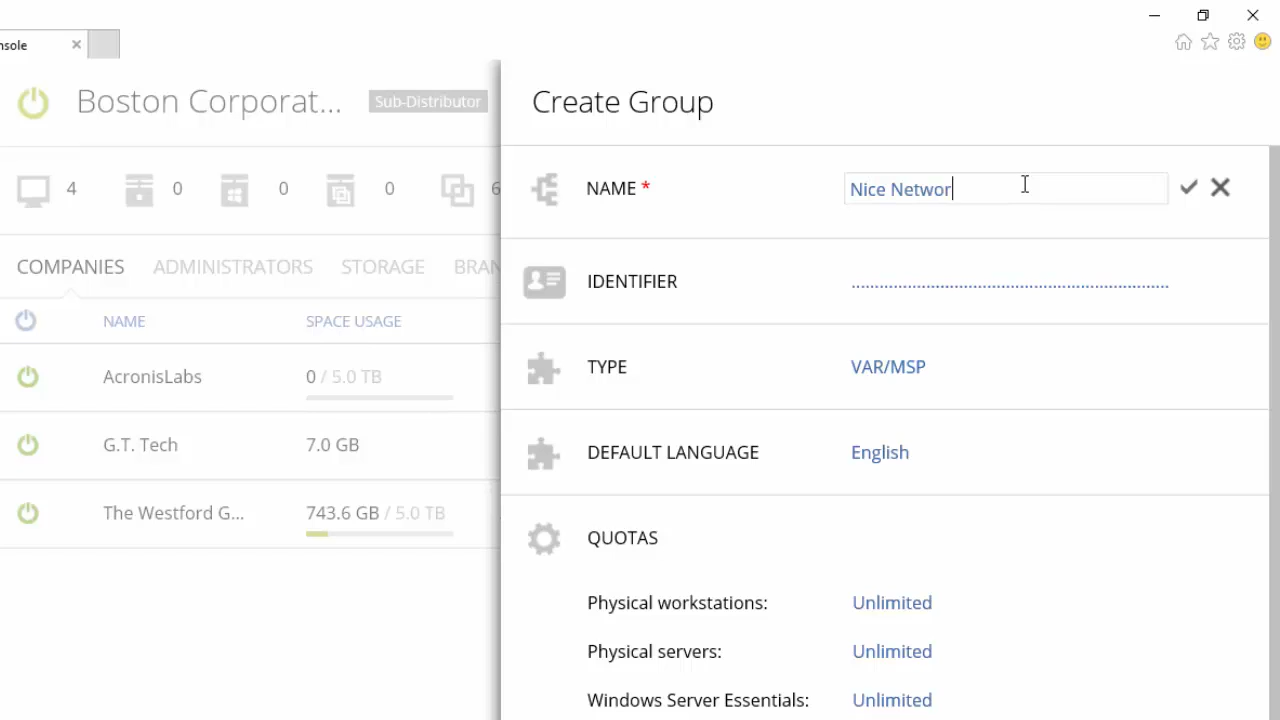 nsole
Boston Corporat... Sub-Distributor
4 0 0 0 6
COMPANIES ADMINISTRATORS STORAGE BRAN
NAME SPACE USAGE
AcronisLabs 0 / 5.0 TB
G.T. Tech 7.0 GB
The Westford G... 743.6 GB / 5.0 TB
Create Group
NAME * Nice Networ
IDENTIFIER
TYPE VAR/MSP
DEFAULT LANGUAGE English
QUOTAS
Physical workstations: Unlimited
Physical servers: Unlimited
Windows Server Essentials: Unlimited